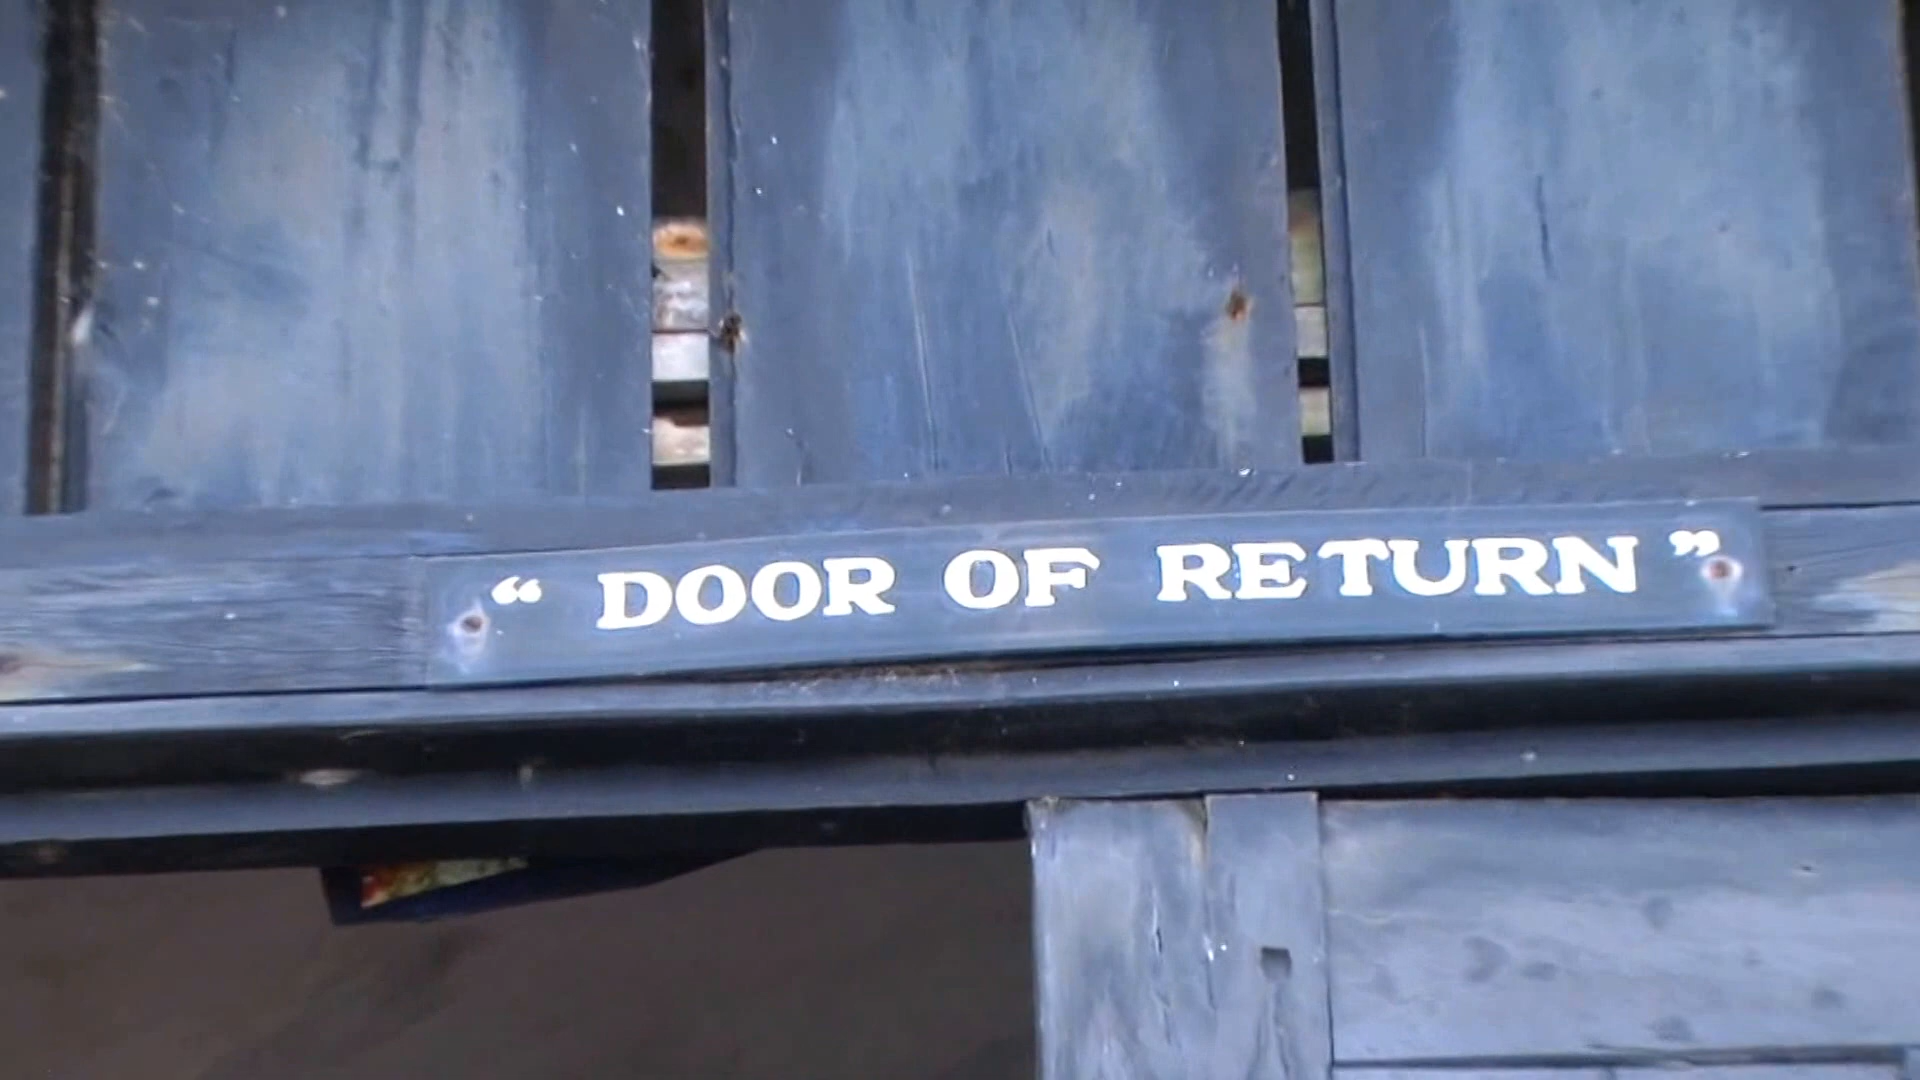 “ DOOR OF RETURN ”